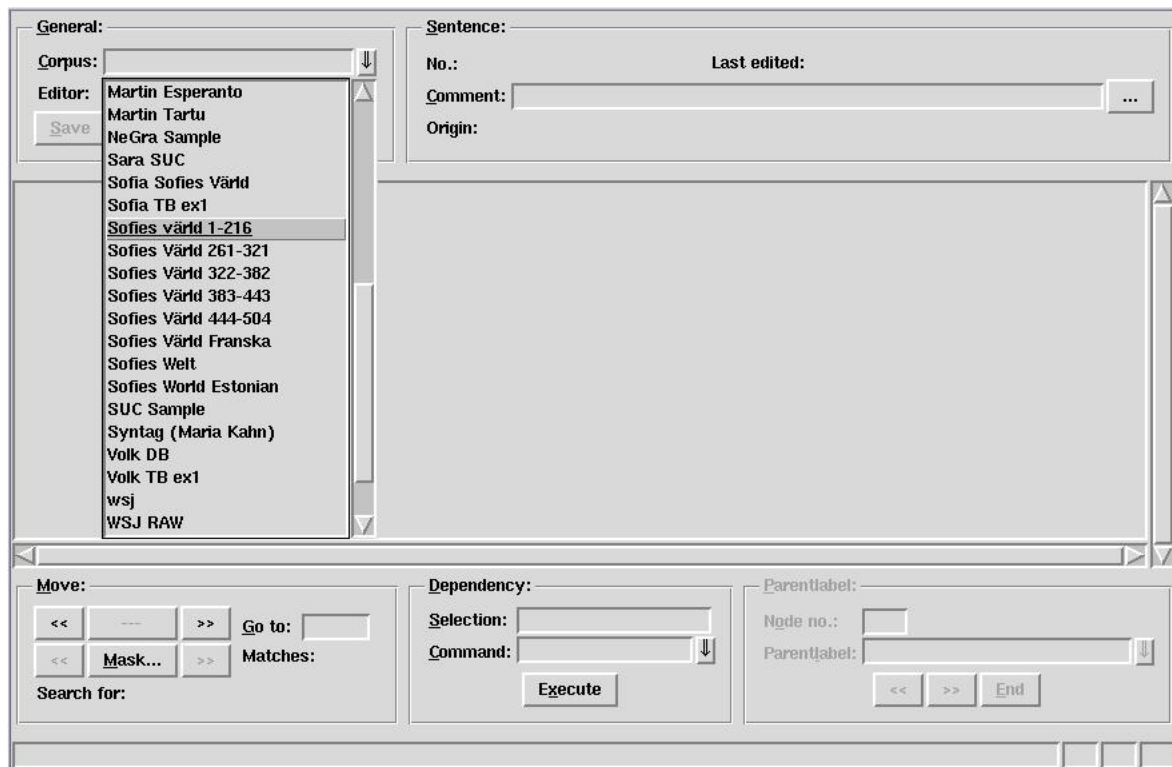 General:
Corpus: ⇓
Editor:
Save
Martin Esperanto
Martin Tartu
NeGra Sample
Sara SUC
Sofia Sofies Värld
Sofia TB ex1
Sofies värld 1-216
Sofies Värld 261-321
Sofies Värld 322-382
Sofies Värld 383-443
Sofies Värld 444-504
Sofies Värld Franska
Sofies Welt
Sofies World Estonian
SUC Sample
Syntag (Maria Kahn)
Volk DB
Volk TB ex1
wsj
WSJ RAW
Sentence:
No.: Last edited:
Comment: ...
Origin:
Move:
<< --- >> Go to:
<< Mask... >> Matches:
Search for:
Dependency:
Selection:
Command: ⇓
Execute
Parentlabel:
Node no.:
Parentlabel: ⇓
<< >> End